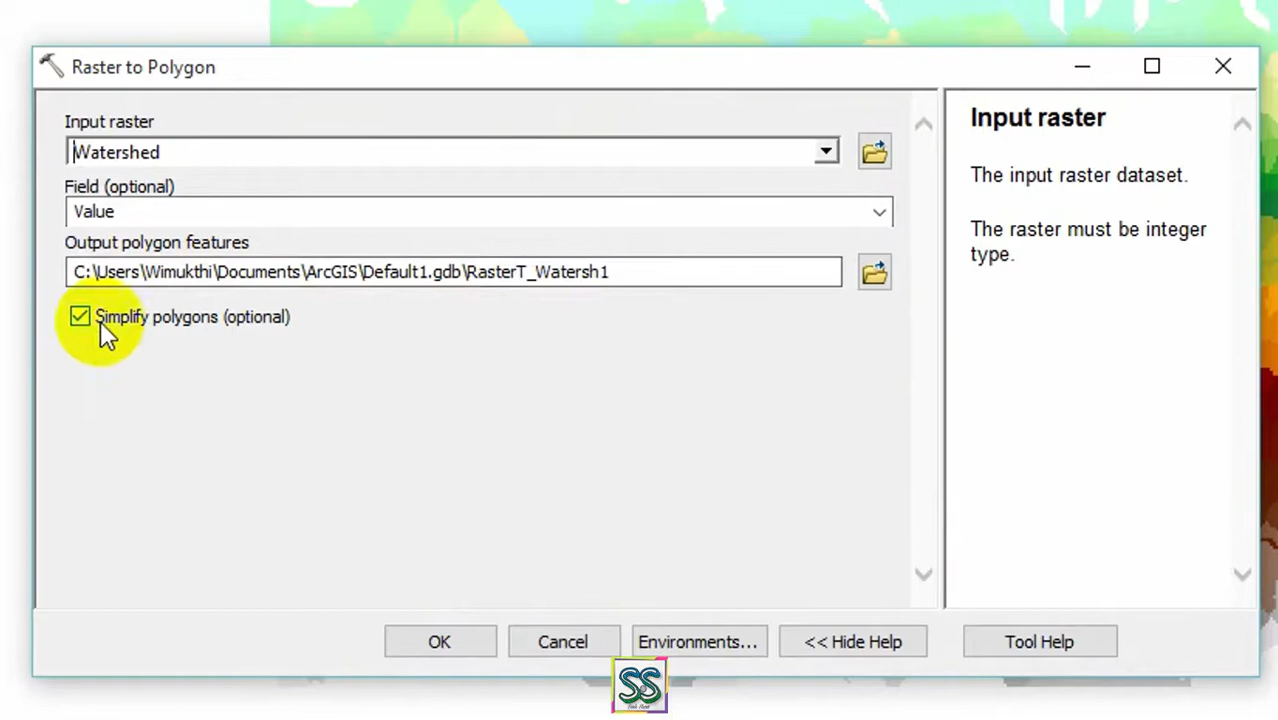 Raster to Polygon
Input raster
Watershed
Field (optional)
Value
Output polygon features
C:\Users\Wimukthi\Documents\ArcGIS\Default1.gdb\RasterT_Watersh1
Simplify polygons (optional)
Input raster
The input raster dataset.
The raster must be integer
type.
OK
Cancel
Environments...
<< Hide Help
Tool Help
SS